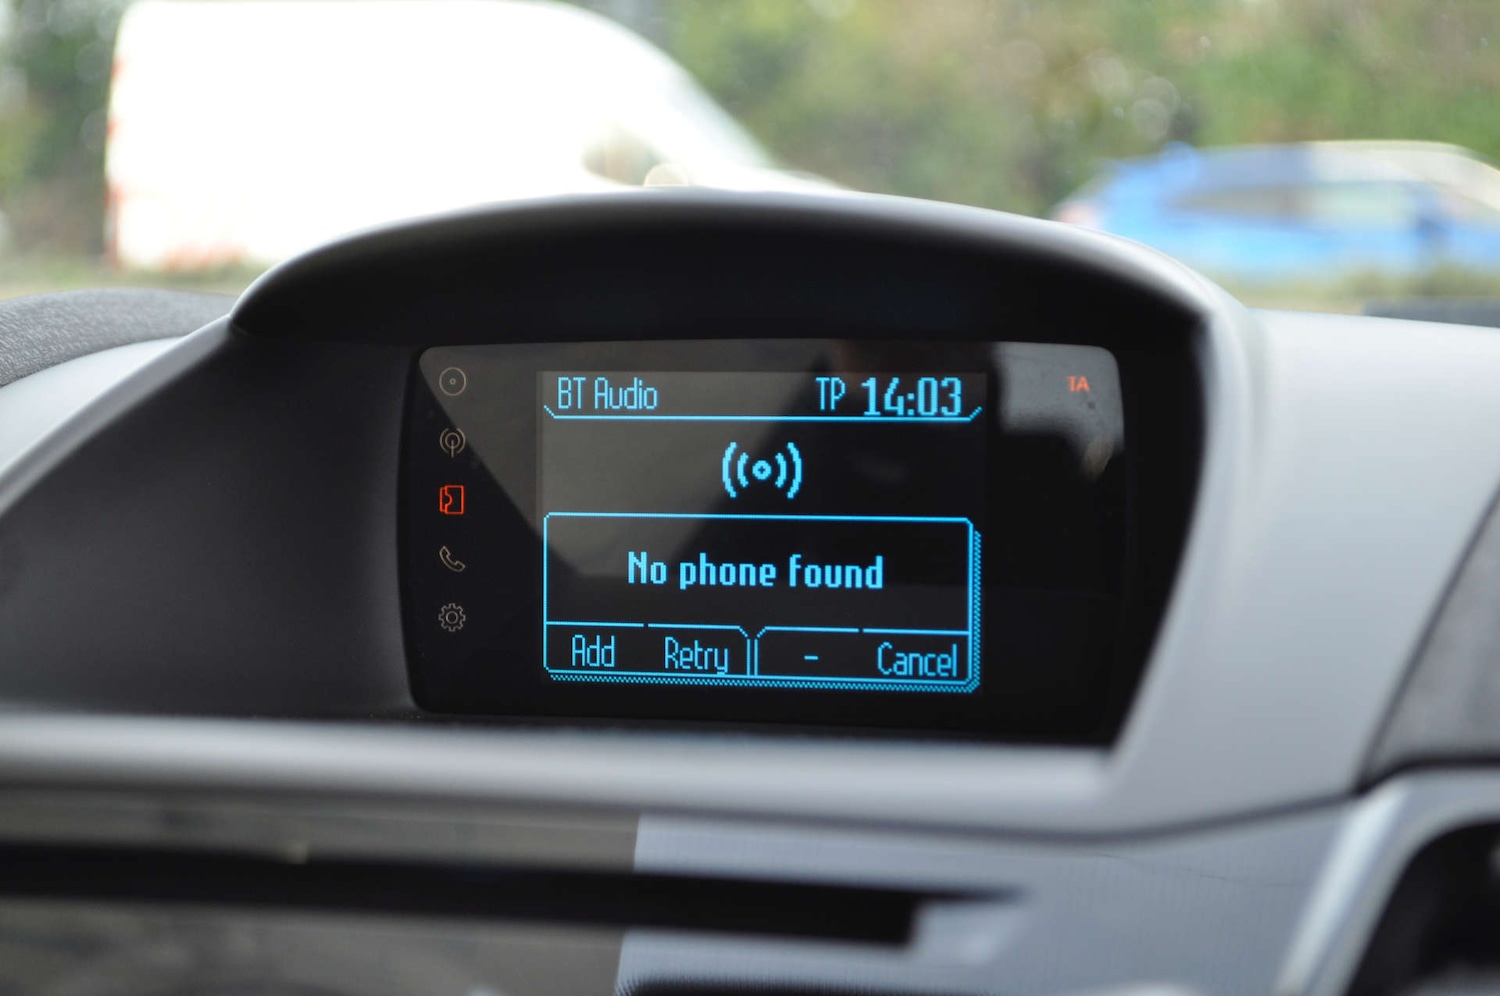 BT Audio TP 14:03
TA
No phone found
Add Retry - Cancel